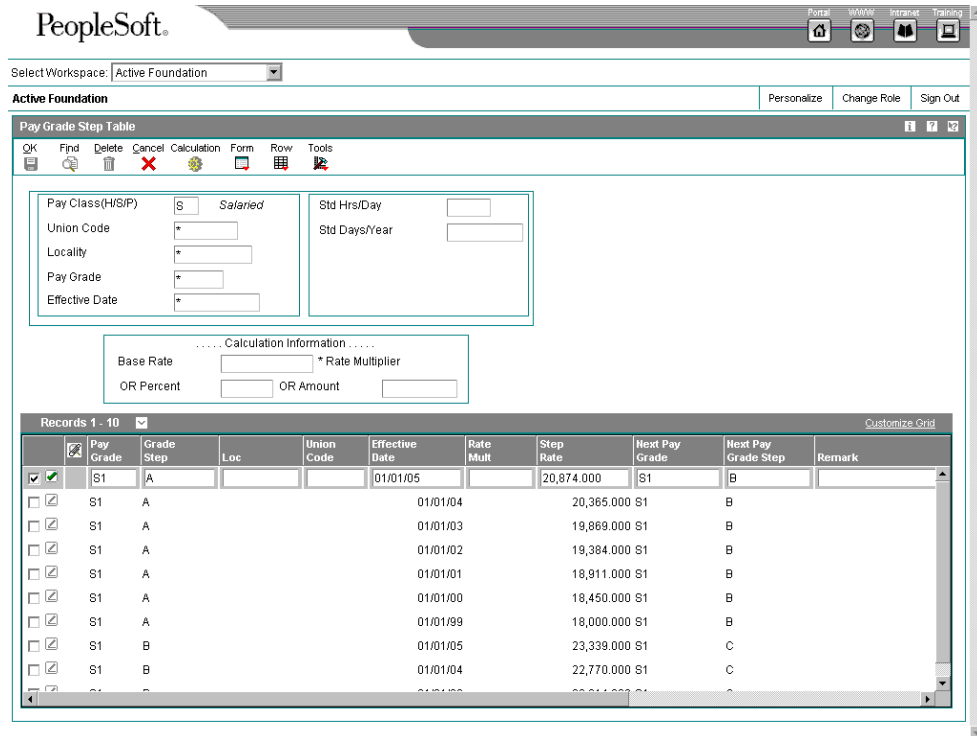 PeopleSoft®
Portal WWW Intranet Training
Select Workspace: Active Foundation
Active Foundation Personalize Change Role Sign Out
Pay Grade Step Table
OK Find Delete Cancel Calculation Form Row Tools
Pay Class(H/S/P) S Salaried
Union Code *
Locality *
Pay Grade *
Effective Date *
Std Hrs/Day
Std Days/Year
. . . . . Calculation Information . . . . .
Base Rate * Rate Multiplier
OR Percent OR Amount
Records 1 - 10 Customize Grid
Pay Grade Grade Step Loc Union Code Effective Date Rate Mult Step Rate Next Pay Grade Next Pay Grade Step Remark
S1 A 01/01/05 20,874.000 S1 B
S1 A 01/01/04 20,365.000 S1 B
S1 A 01/01/03 19,869.000 S1 B
S1 A 01/01/02 19,384.000 S1 B
S1 A 01/01/01 18,911.000 S1 B
S1 A 01/01/00 18,450.000 S1 B
S1 A 01/01/99 18,000.000 S1 B
S1 B 01/01/05 23,339.000 S1 C
S1 B 01/01/04 22,770.000 S1 C